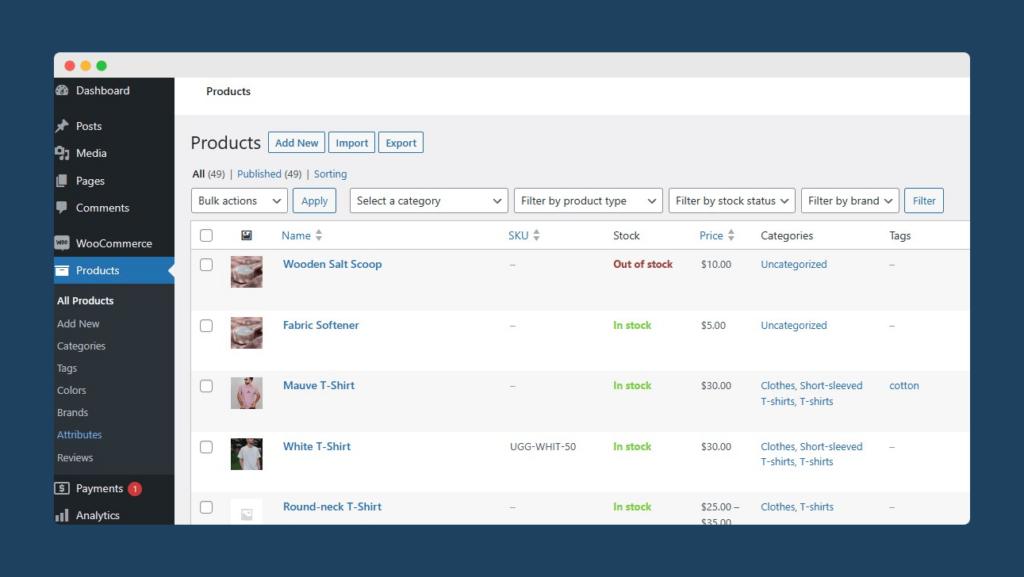 Dashboard
Posts
Media
Pages
Comments
WooCommerce
Products
All Products
Add New
Categories
Tags
Colors
Brands
Attributes
Reviews
Payments 1
Analytics
Products
Products Add New Import Export
All (49) | Published (49) | Sorting
Bulk actions Apply Select a category Filter by product type Filter by stock status Filter by brand Filter
Name SKU Stock Price Categories Tags
Wooden Salt Scoop – Out of stock $10.00 Uncategorized –
Fabric Softener – In stock $5.00 Uncategorized –
Mauve T-Shirt – In stock $30.00 Clothes, Short-sleeved cotton
T-shirts, T-shirts
White T-Shirt UGG-WHIT-50 In stock $30.00 Clothes, Short-sleeved –
T-shirts, T-shirts
Round-neck T-Shirt – In stock $25.00 – Clothes, T-shirts –
$35.00